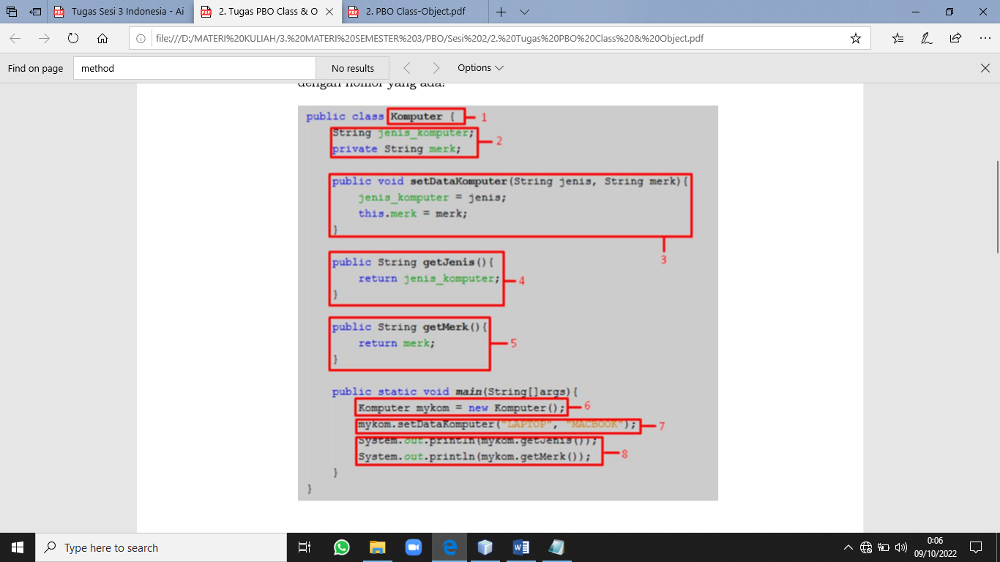 Tugas Sesi 3 Indonesia - Ai
2. Tugas PBO Class & O
2. PBO Class-Object.pdf
file:///D:/MATERI%20KULIAH/3.%20MATERI%20SEMESTER%203/PBO/Sesi%202/2.%20Tugas%20PBO%20Class%20&%20Object.pdf
Find on page
method
No results
Options
dengan nomor yang ada!
public class Komputer { 1
String jenis_komputer;
private String merk; 2
public void setDataKomputer(String jenis, String merk){
jenis_komputer = jenis;
this.merk = merk;
}
3
public String getJenis(){
return jenis_komputer; 4
}
public String getMerk(){
return merk; 5
}
public static void main(String[]args){
Komputer mykom = new Komputer(); 6
mykom.setDataKomputer("LAPTOP", "MACBOOK"); 7
System.out.println(mykom.getJenis());
System.out.println(mykom.getMerk()); 8
}
}
Type here to search
0:06
09/10/2022